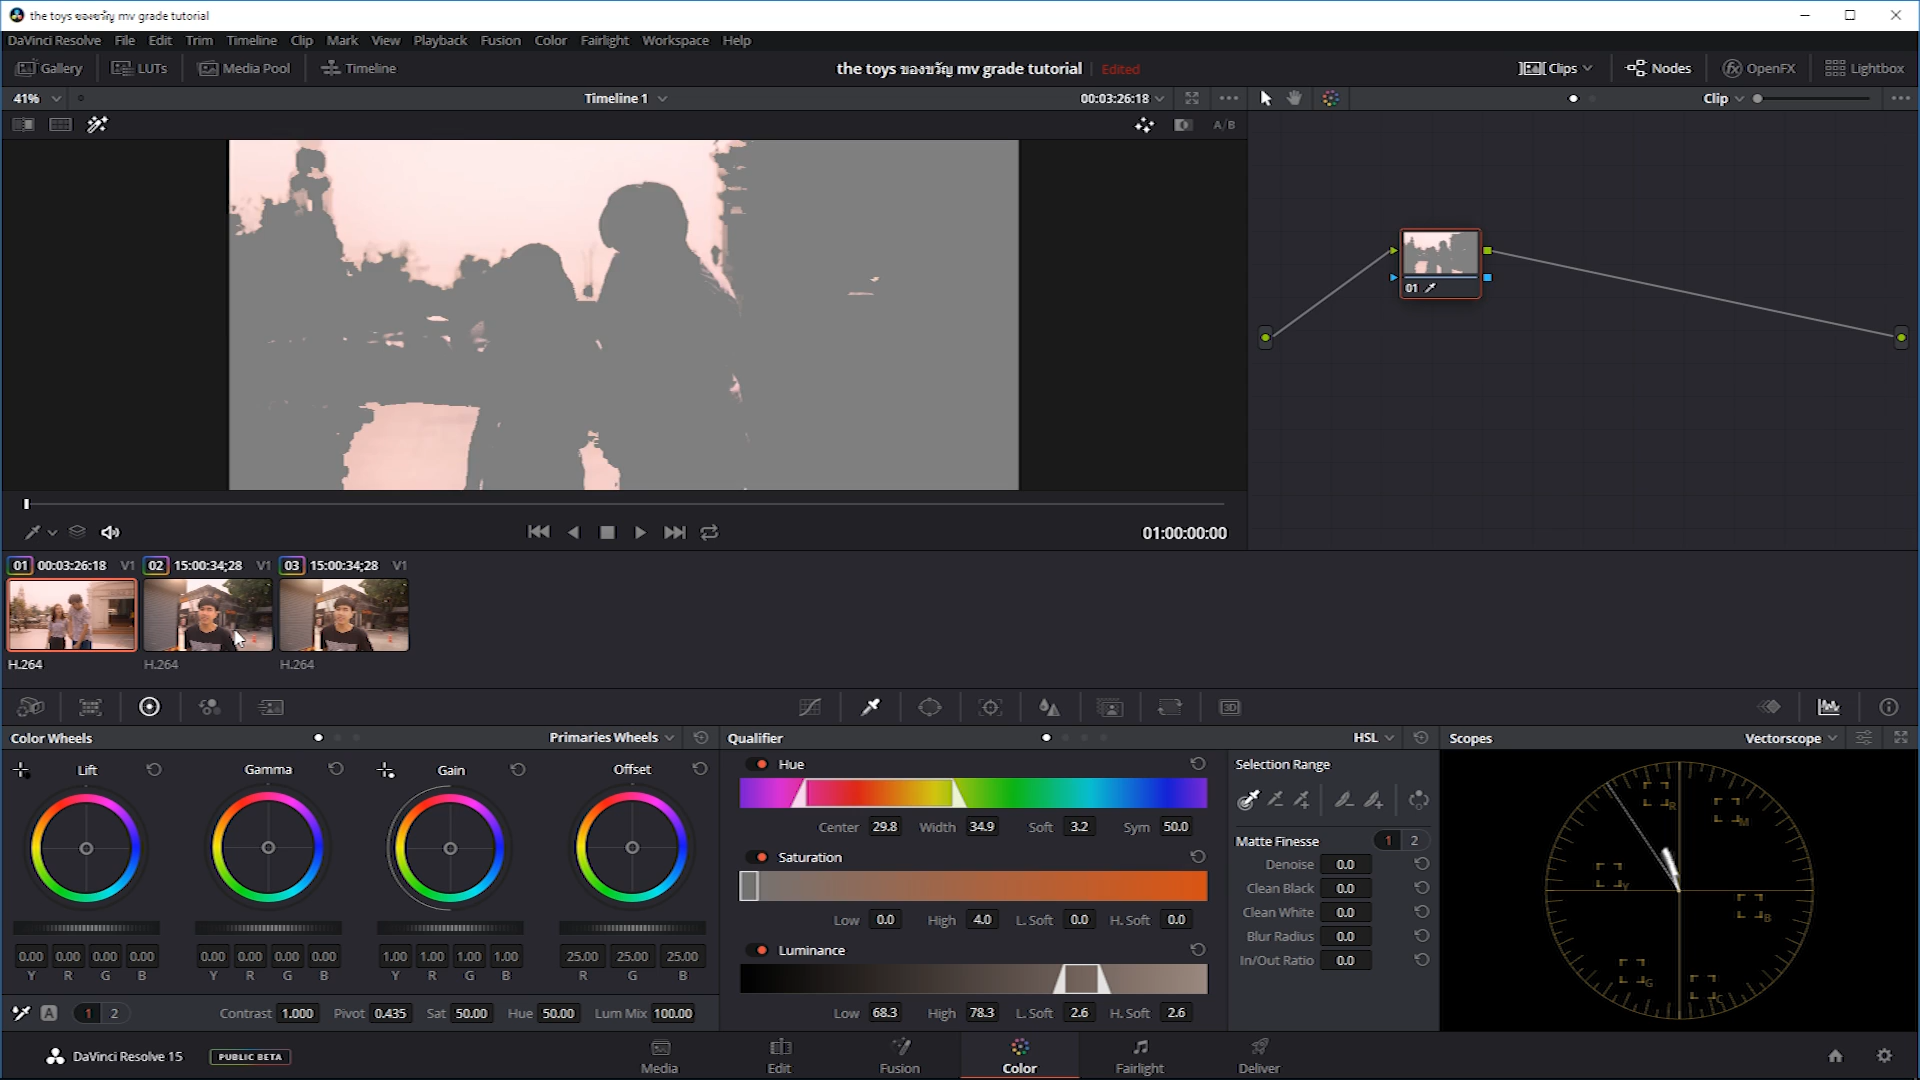 the toys ของขวัญ mv grade tutorial
DaVinci Resolve File Edit Trim Timeline Clip Mark View Playback Fusion Color Fairlight Workspace Help
Gallery LUTs Media Pool Timeline the toys ของขวัญ mv grade tutorial Edited Clips Nodes OpenFX Lightbox
41% Timeline 1 00:03:26:18 Clip
A/B
01
01:00:00:00
01 00:03:26:18 V1 02 15:00:34;28 V1 03 15:00:34;28 V1
H.264 H.264 H.264
3D
Color Wheels Primaries Wheels Qualifier HSL Scopes Vectorscope
Lift Gamma Gain Offset
0.00 0.00 0.00 0.00 0.00 0.00 0.00 0.00 1.00 1.00 1.00 1.00 25.00 25.00 25.00
Y R G B Y R G B Y R G B R G B
A 1 2 Contrast 1.000 Pivot 0.435 Sat 50.00 Hue 50.00 Lum Mix 100.00
Hue
Center 29.8 Width 34.9 Soft 3.2 Sym 50.0
Saturation
Low 0.0 High 4.0 L. Soft 0.0 H. Soft 0.0
Luminance
Low 68.3 High 78.3 L. Soft 2.6 H. Soft 2.6
Selection Range
Matte Finesse 1 2
Denoise 0.0
Clean Black 0.0
Clean White 0.0
Blur Radius 0.0
In/Out Ratio 0.0
R
M
Y
B
G
C
DaVinci Resolve 15 PUBLIC BETA Media Edit Fusion Color Fairlight Deliver